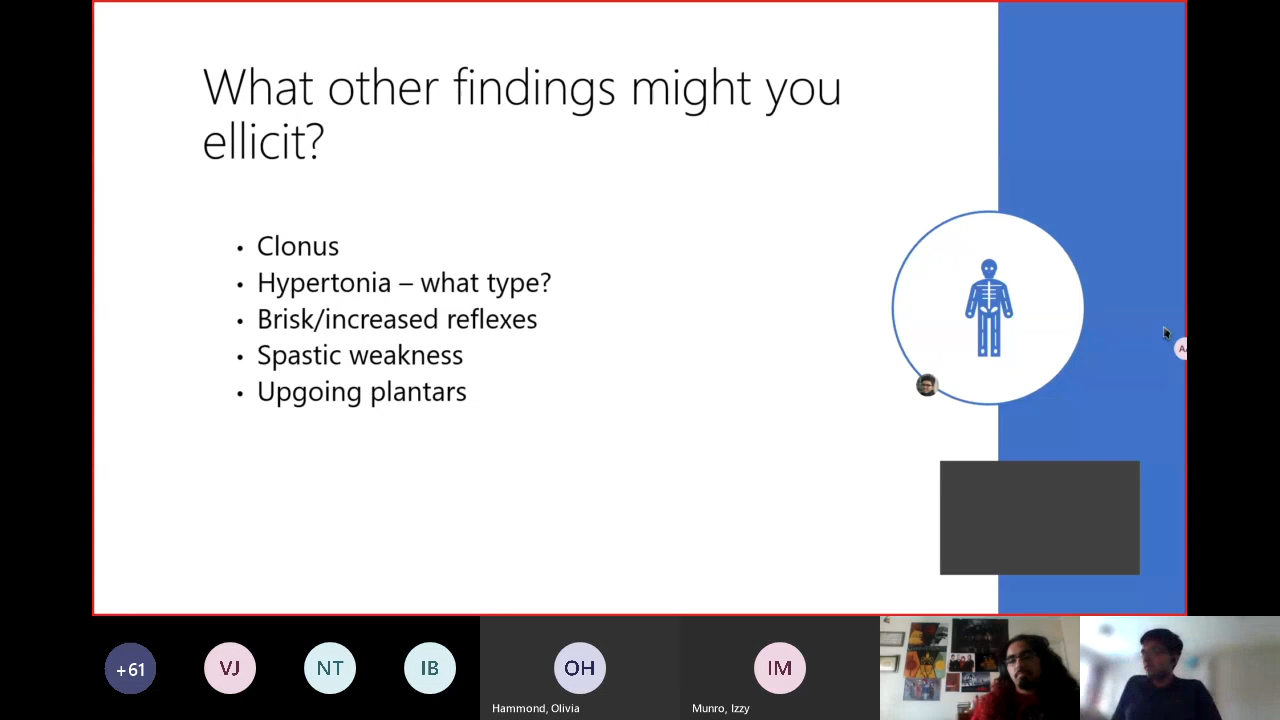 What other findings might you
ellicit?
• Clonus
• Hypertonia – what type?
• Brisk/increased reflexes
• Spastic weakness
• Upgoing plantars
+61
VJ
NT
IB
OH
IM
Hammond, Olivia
Munro, Izzy